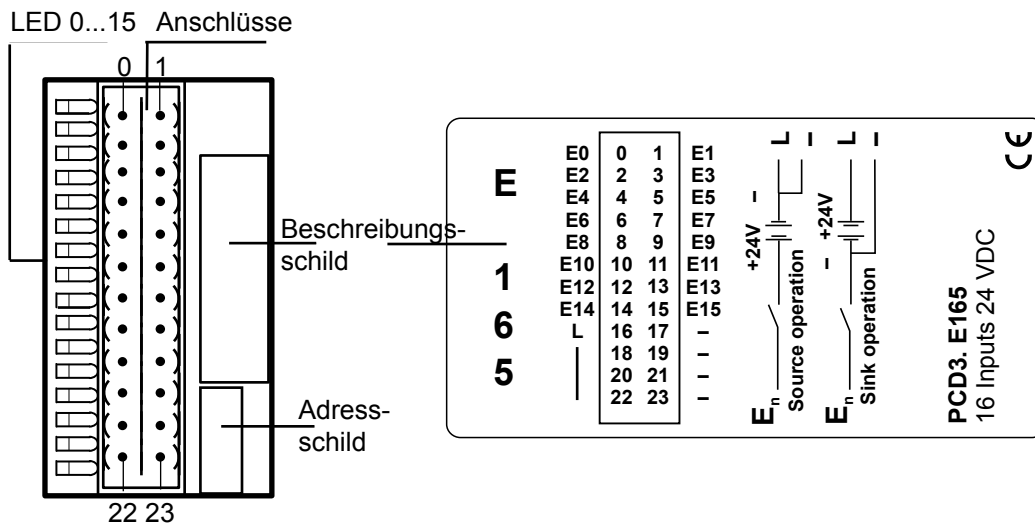 LED 0...15 Anschlüsse
0 1
22 23
Beschreibungs-
schild
Adress-
schild
E
1
6
5
E0 0 1 E1
E2 2 3 E3
E4 4 5 E5
E6 6 7 E7
E8 8 9 E9
E10 10 11 E11
E12 12 13 E13
E14 14 15 E15
L 16 17 –
18 19 –
20 21 –
22 23 –
L –
– +24V
En
Source operation
L –
– +24V
En
Sink operation
PCD3. E165
16 Inputs 24 VDC
CE